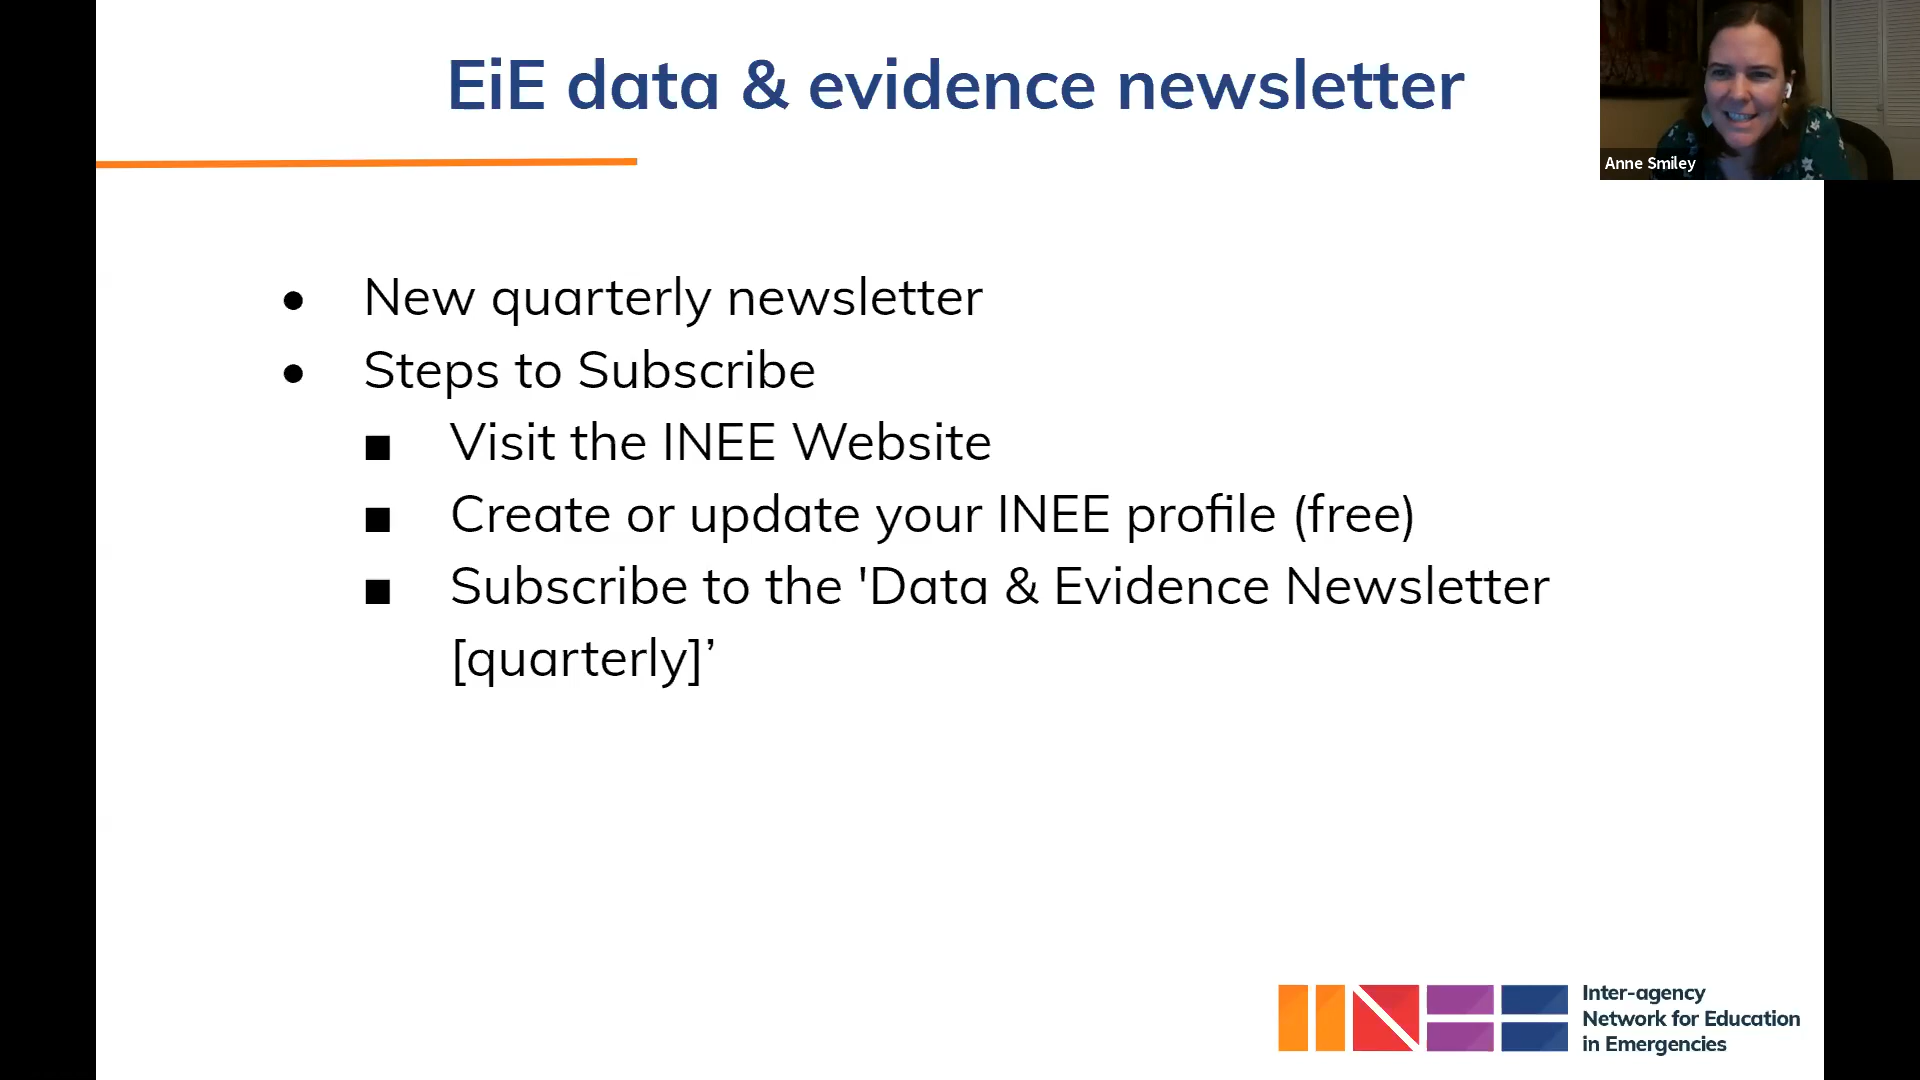 EiE data & evidence newsletter
Anne Smiley
● New quarterly newsletter
● Steps to Subscribe
■ Visit the INEE Website
■ Create or update your INEE profile (free)
■ Subscribe to the 'Data & Evidence Newsletter
[quarterly]’
INEE
Inter-agency
Network for Education
in Emergencies